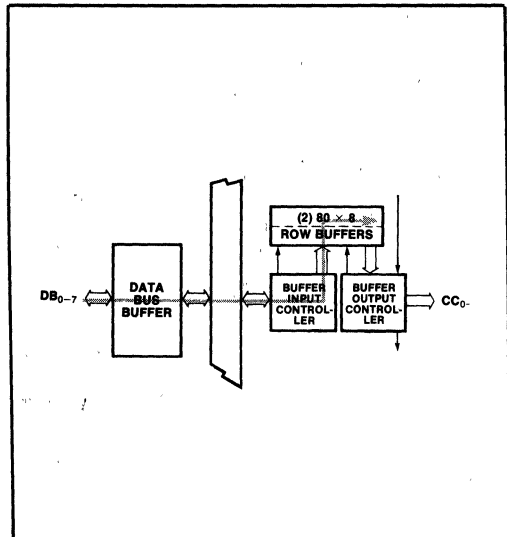 (2) 80 × 8
ROW BUFFERS
DB0–7
DATA
BUS
BUFFER
BUFFER
INPUT
CONTROL-
LER
BUFFER
OUTPUT
CONTROL-
LER
CC0-